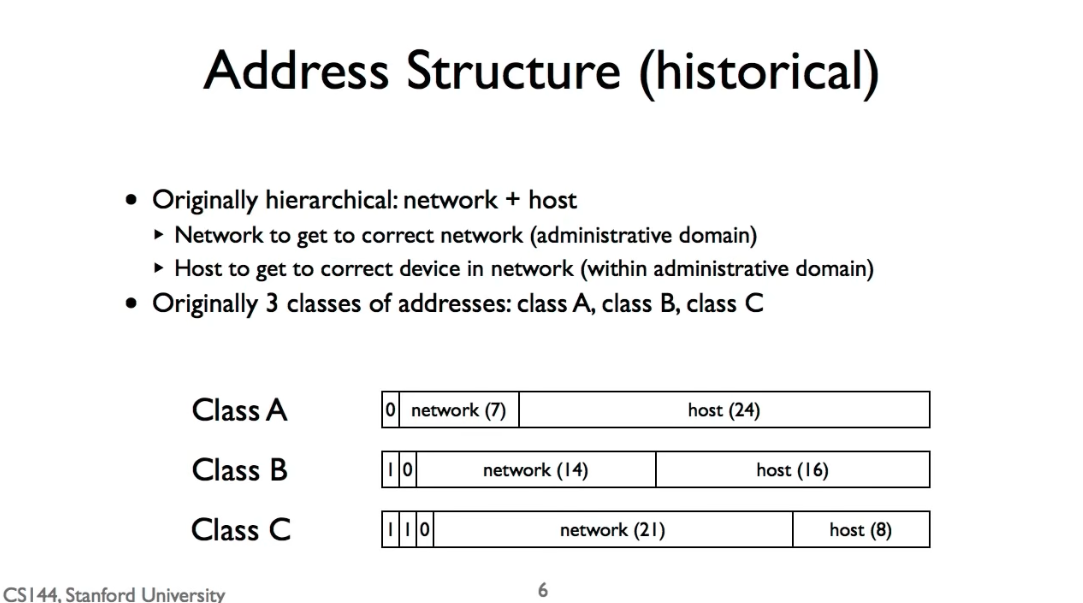 Address Structure (historical)
• Originally hierarchical: network + host
‣ Network to get to correct network (administrative domain)
‣ Host to get to correct device in network (within administrative domain)
• Originally 3 classes of addresses: class A, class B, class C
Class A 0 network (7) host (24)
Class B 1 0 network (14) host (16)
Class C 1 1 0 network (21) host (8)
CS144, Stanford University 6